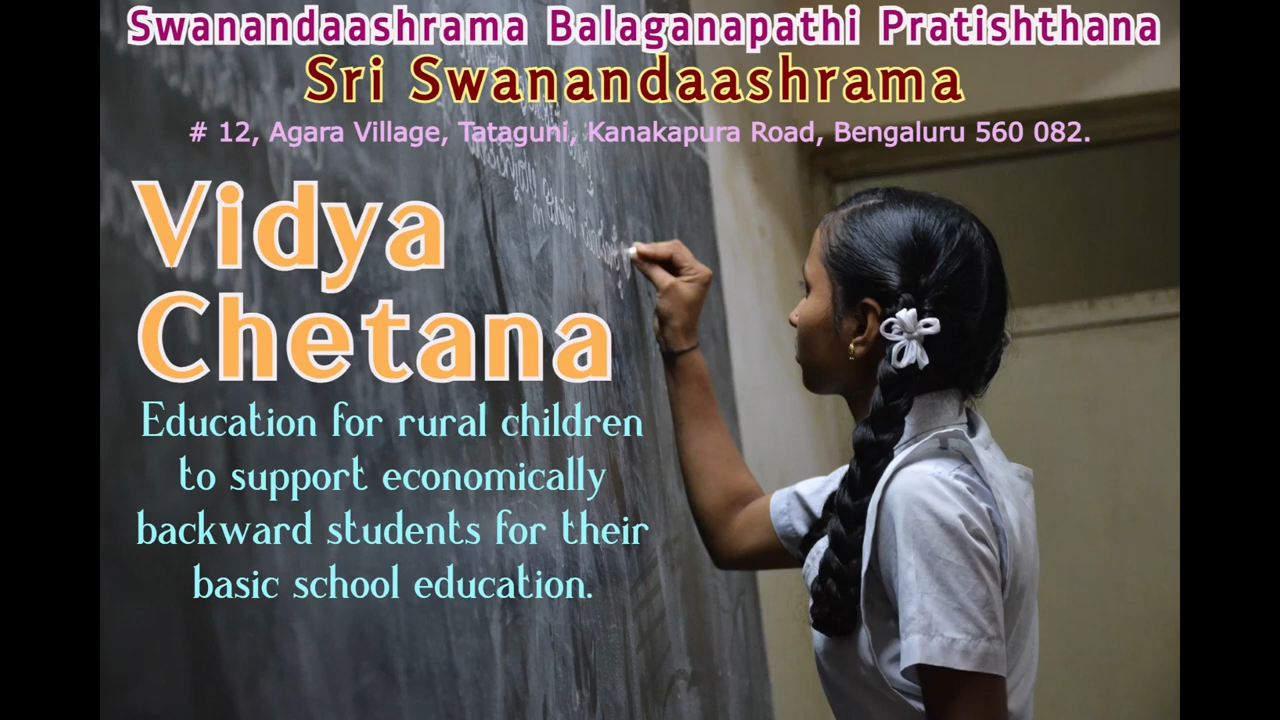 Swanandaashrama Balaganapathi Pratishthana
Sri Swanandaashrama
# 12, Agara Village, Tataguni, Kanakapura Road, Bengaluru 560 082.
Vidya
Chetana
Education for rural children
to support economically
backward students for their
basic school education.